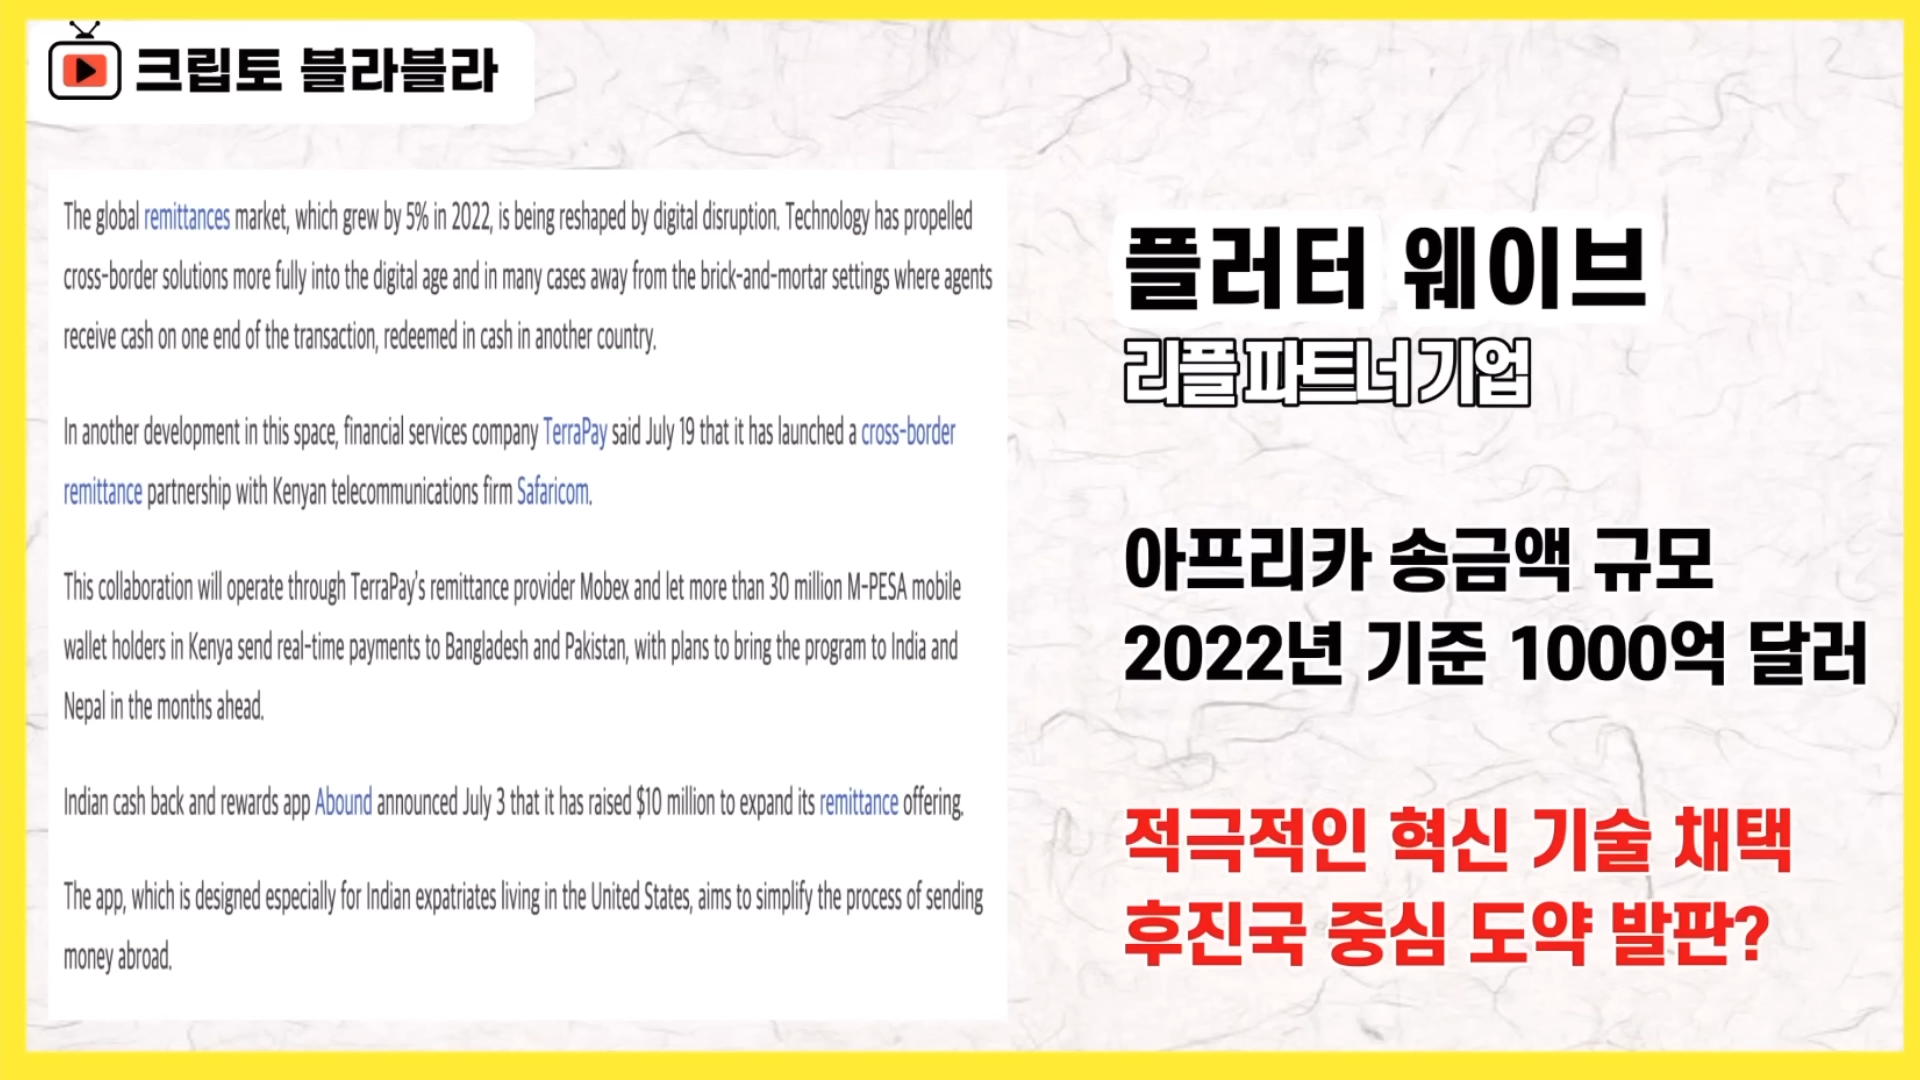 크립토 블라블라
The global remittances market, which grew by 5% in 2022, is being reshaped by digital disruption. Technology has propelled
cross-border solutions more fully into the digital age and in many cases away from the brick-and-mortar settings where agents
receive cash on one end of the transaction, redeemed in cash in another country.
In another development in this space, financial services company TerraPay said July 19 that it has launched a cross-border
remittance partnership with Kenyan telecommunications firm Safaricom.
This collaboration will operate through TerraPay's remittance provider Mobex and let more than 30 million M-PESA mobile
wallet holders in Kenya send real-time payments to Bangladesh and Pakistan, with plans to bring the program to India and
Nepal in the months ahead.
Indian cash back and rewards app Abound announced July 3 that it has raised $10 million to expand its remittance offering.
The app, which is designed especially for Indian expatriates living in the United States, aims to simplify the process of sending
money abroad.
플러터 웨이브
리플 파트너 기업
아프리카 송금액 규모
2022년 기준 1000억 달러
적극적인 혁신 기술 채택
후진국 중심 도약 발판?